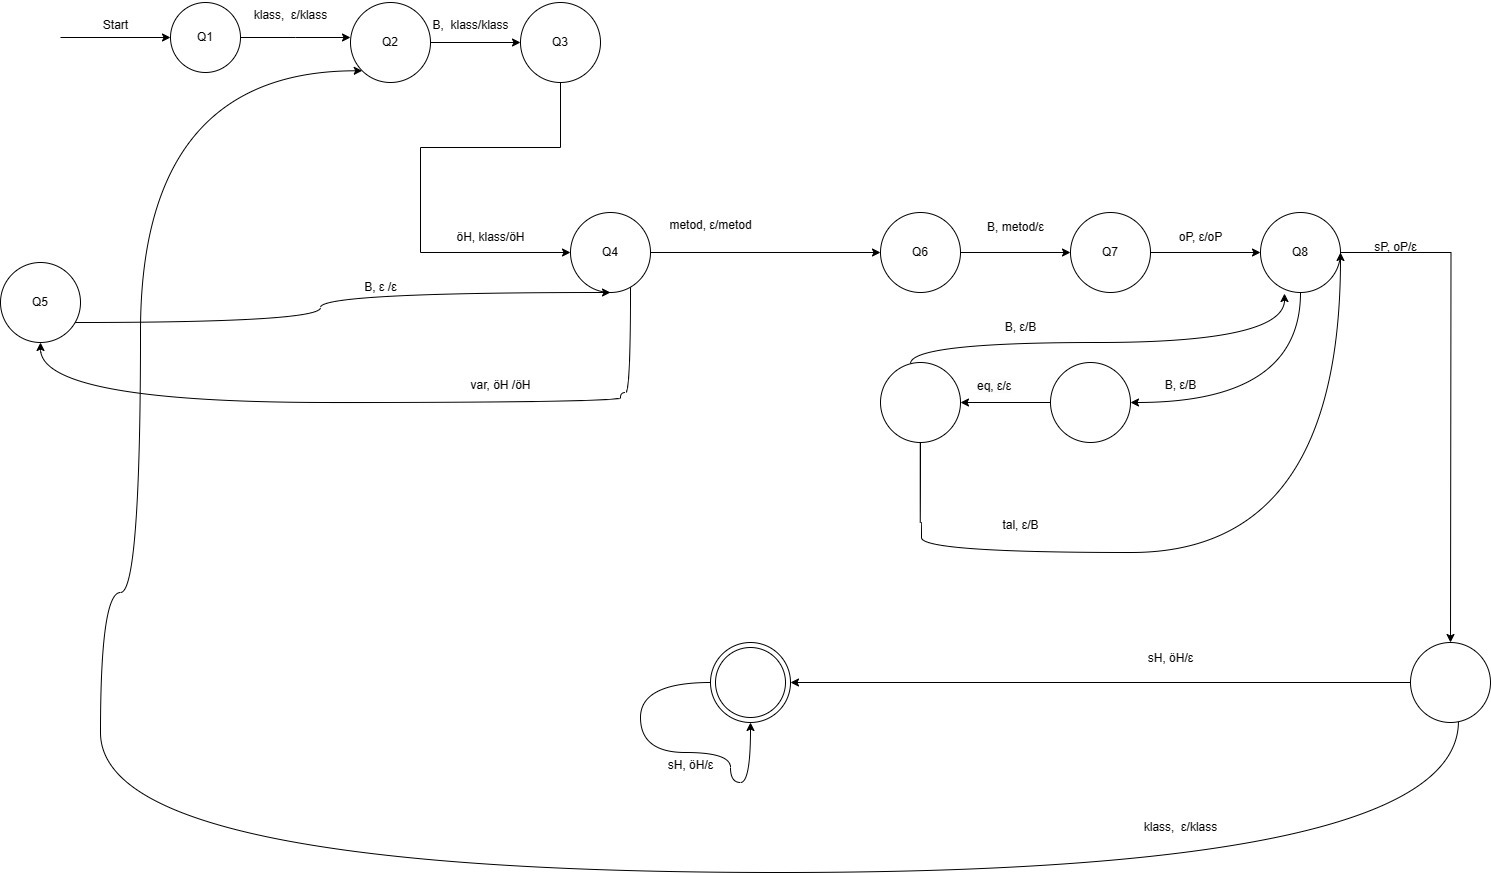 Start
Q1
klass,  ε/klass
Q2
B,  klass/klass
Q3
öH, klass/öH
Q4
metod, ε/metod
Q6
B, metod/ε
Q7
oP, ε/oP
Q8
sP, oP/ε
Q5
B, ε /ε
var, öH /öH
B, ε/B
eq, ε/ε
B, ε/B
tal, ε/B
sH, öH/ε
sH, öH/ε
klass,  ε/klass